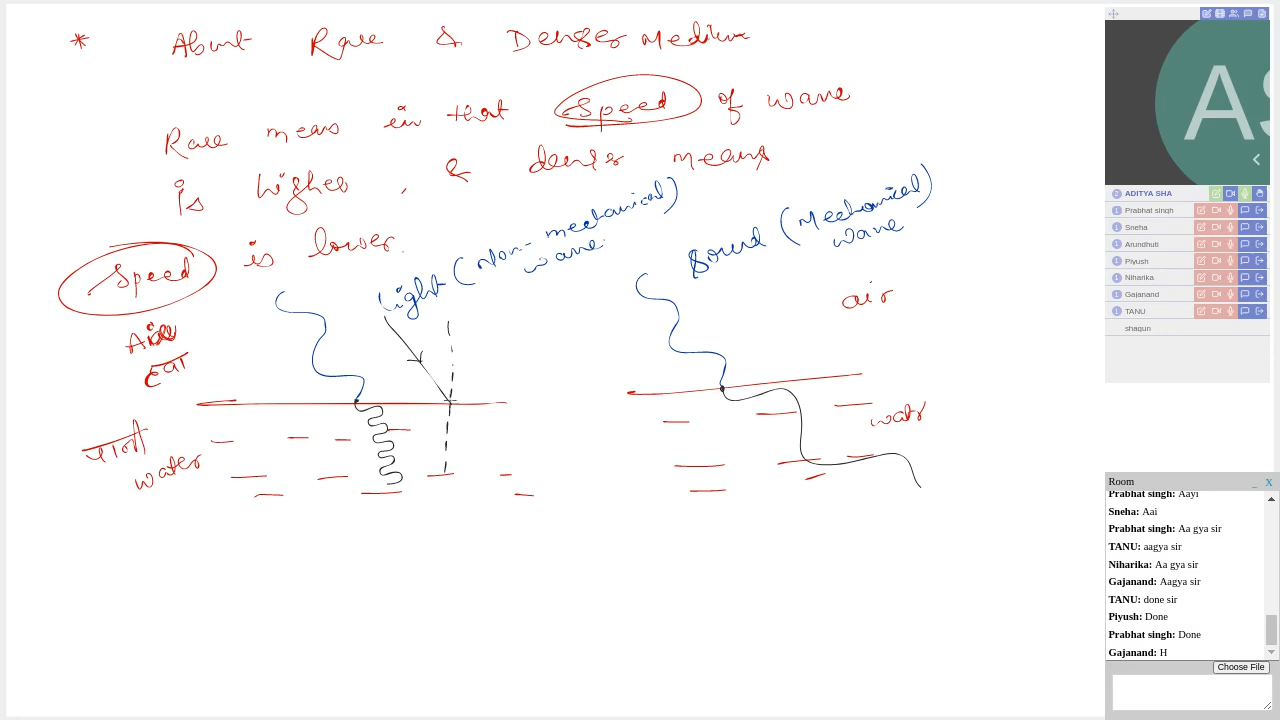 * About Rare & Denser Medium
Rare means in that Speed of wave
is higher, & denser means
Speed is lower.
Light (Non-mechanical wave)
Sound (Mechanical wave)
air
water
water
AS
ADITYA SHA
Prabhat singh
Sneha
Arundhuti
Piyush
Niharika
Gajanand
TANU
shagun
Room _ X
Prabhat singh: Aayi
Sneha: Aai
Prabhat singh: Aa gya sir
TANU: aagya sir
Niharika: Aa gya sir
Gajanand: Aagya sir
TANU: done sir
Piyush: Done
Prabhat singh: Done
Gajanand: H
Choose File